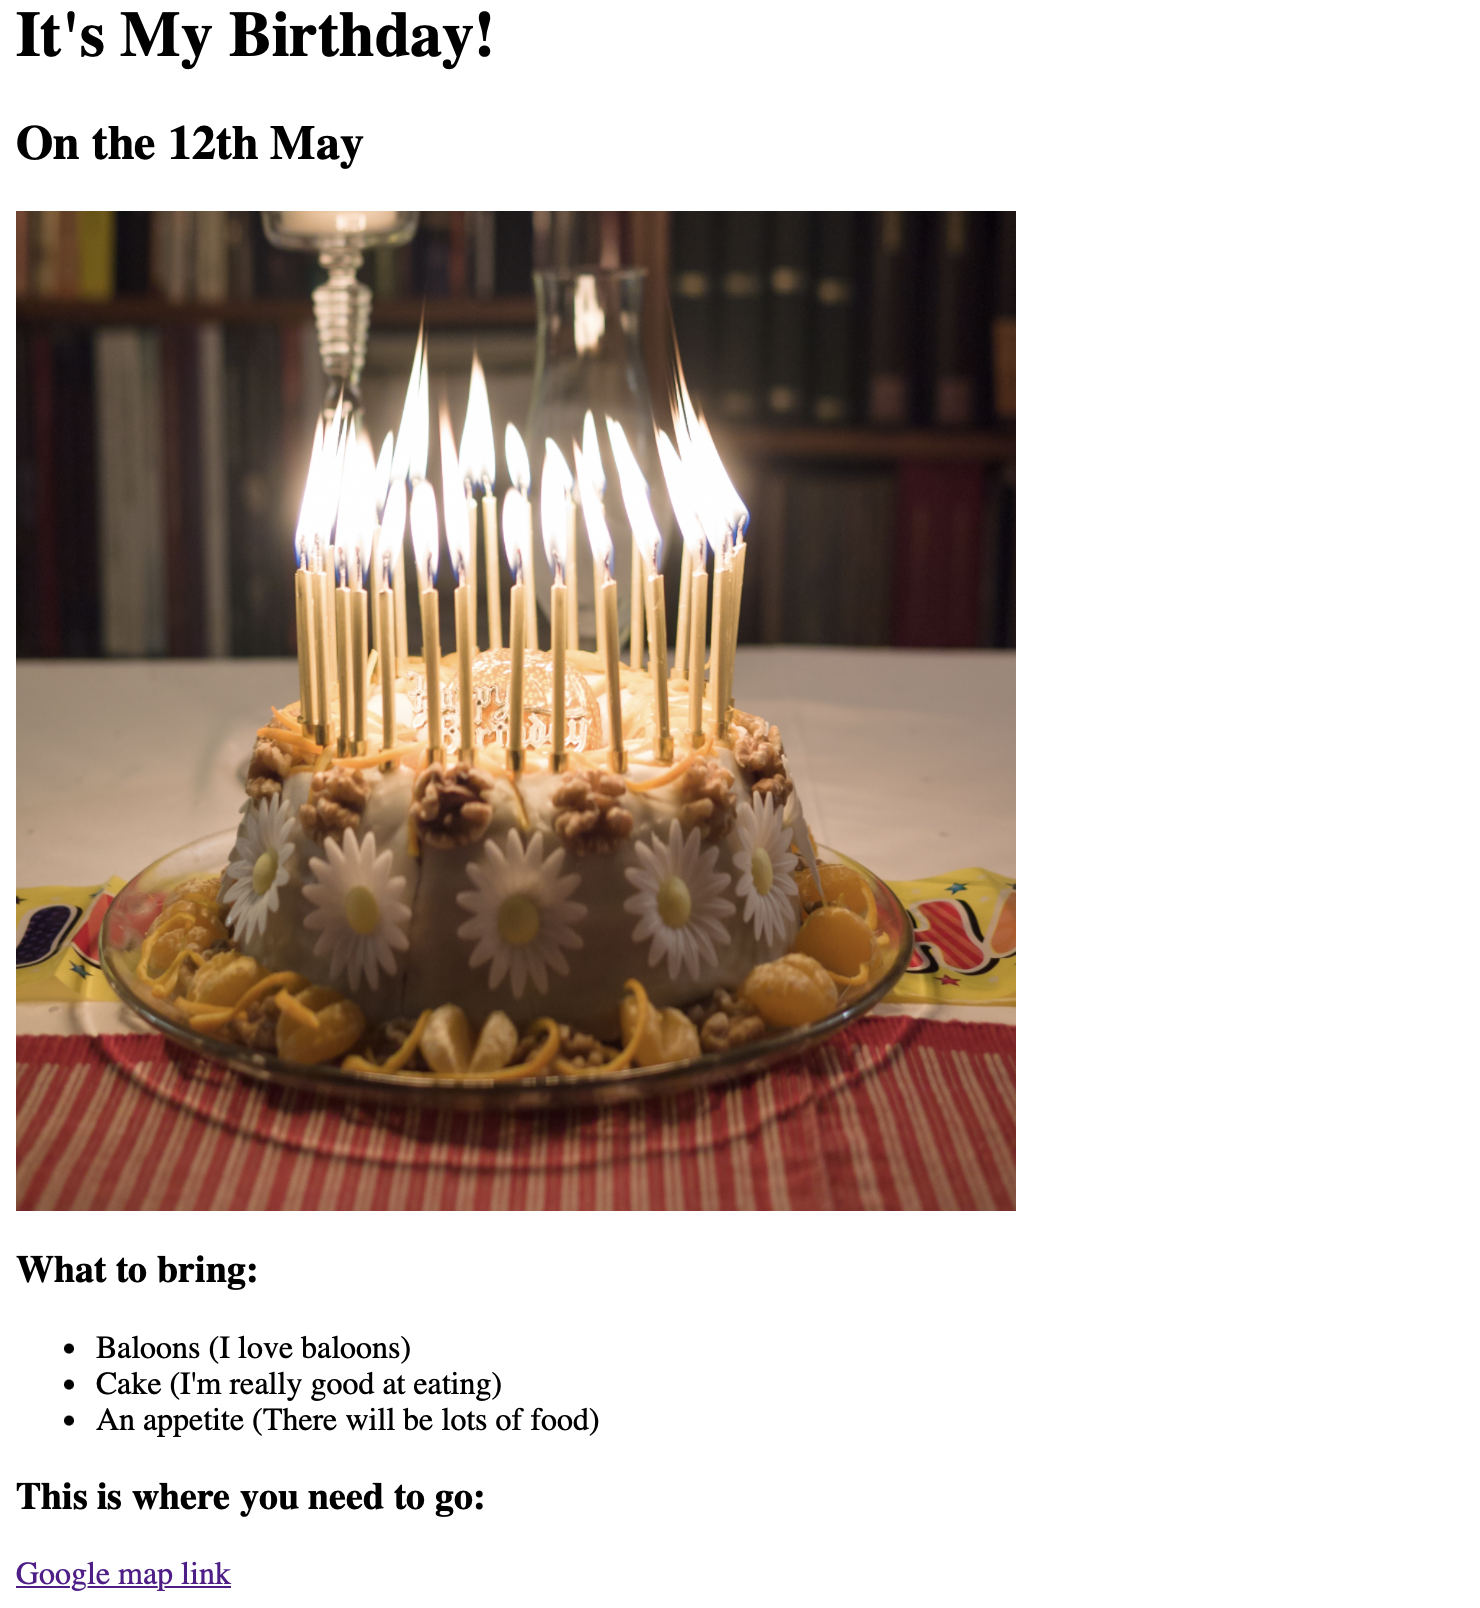 It's My Birthday!
On the 12th May
Happy
Birthday
What to bring:
Baloons (I love baloons)
Cake (I'm really good at eating)
An appetite (There will be lots of food)
This is where you need to go:
Google map link